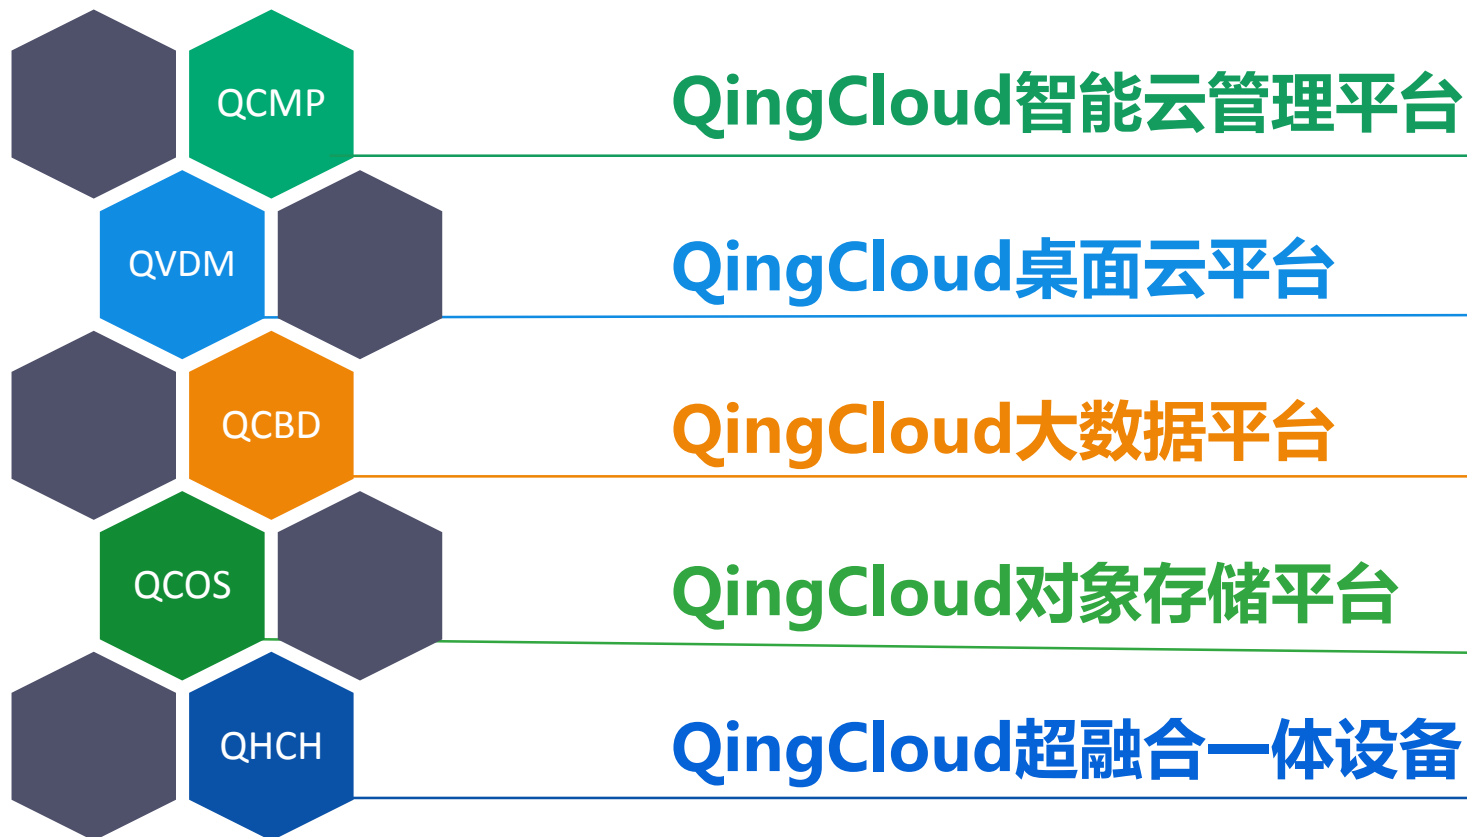 QCMP
QingCloud智能云管理平台
QVDM
QingCloud桌面云平台
QCBD
QingCloud大数据平台
QCOS
QingCloud对象存储平台
QHCH
QingCloud超融合一体设备